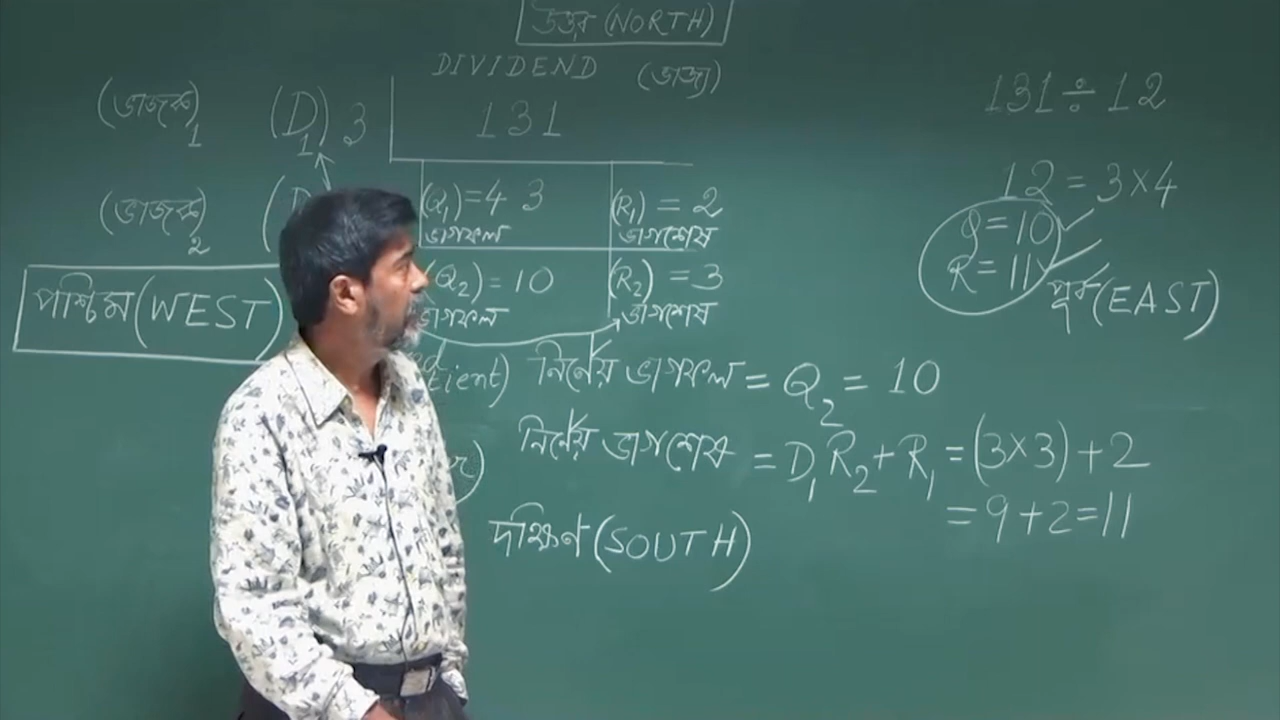 উত্তর (NORTH)
DIVIDEND (ভাজ্য)
131÷12
(ভাজক)1 (D1) 3 131
12=3×4
(ভাজক)2 (D (Q1)=43 (R1)=2
ভাগফল ভাগশেষ
Q=10
(Q2)=10 (R2)=3
R=11
ভাগফল ভাগশেষ
পশ্চিম (WEST)
পূর্ব (EAST)
tient) নির্ণেয় ভাগফল = Q2 = 10
নির্ণেয় ভাগশেষ = D1R2+R1 =(3×3)+2
=9+2=11
দক্ষিণ (SOUTH)